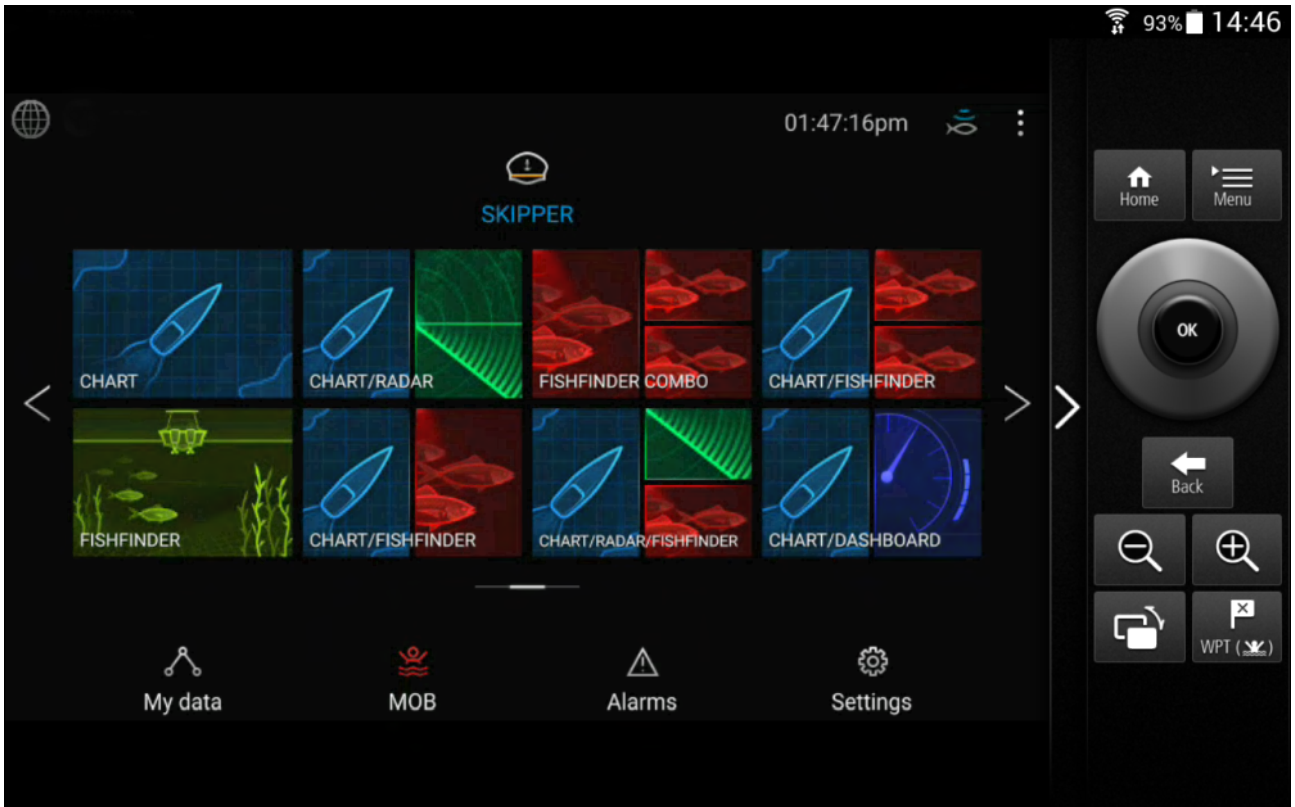 93% 14:46
01:47:16pm
SKIPPER
CHART
CHART/RADAR
FISHFINDER COMBO
CHART/FISHFINDER
FISHFINDER
CHART/FISHFINDER
CHART/RADAR/FISHFINDER
CHART/DASHBOARD
My data
MOB
Alarms
Settings
Home
Menu
OK
Back
WPT ( )